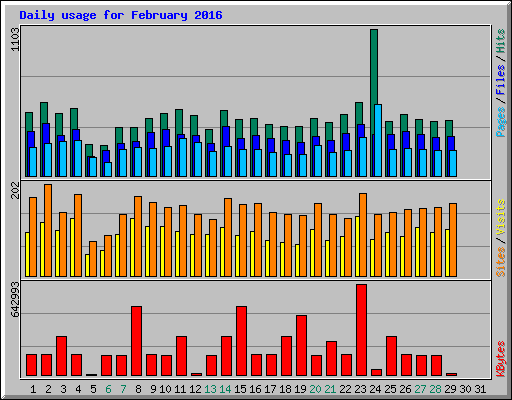 Daily usage for February 2016
1103
Pages / Files / Hits
202
Sites / Visits
642993
KBytes
1 2 3 4 5 6 7 8 9 10 11 12 13 14 15 16 17 18 19 20 21 22 23 24 25 26 27 28 29 30 31